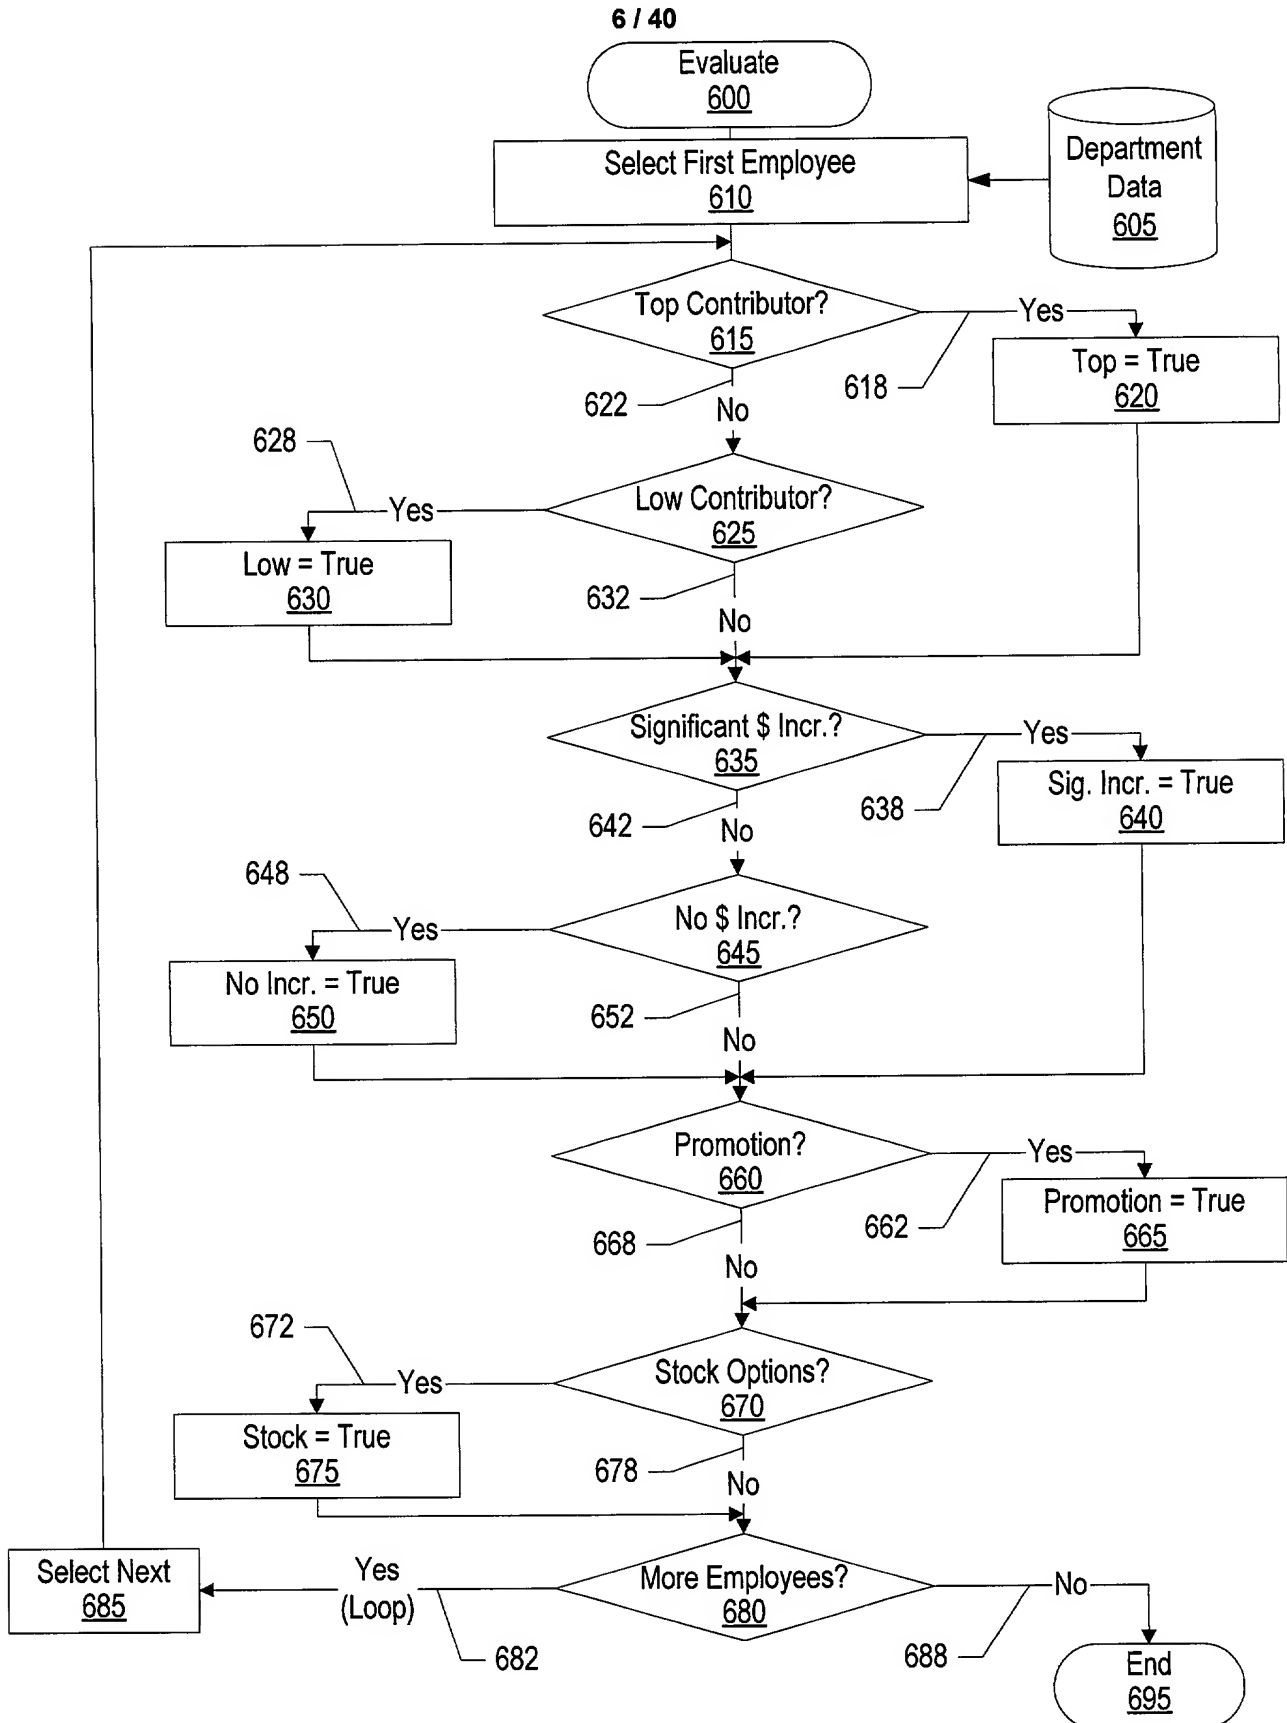 6 / 40
Evaluate
600
Select First Employee
610
Department
Data
605
Top Contributor?
615
Yes
618
Top = True
620
622
No
628
Yes
Low Contributor?
625
Low = True
630
632
No
Significant $ Incr.?
635
Yes
638
Sig. Incr. = True
640
642
No
648
Yes
No $ Incr.?
645
No Incr. = True
650
652
No
Promotion?
660
Yes
662
Promotion = True
665
668
No
672
Yes
Stock Options?
670
Stock = True
675
678
No
Select Next
685
Yes
(Loop)
682
More Employees?
680
No
688
End
695